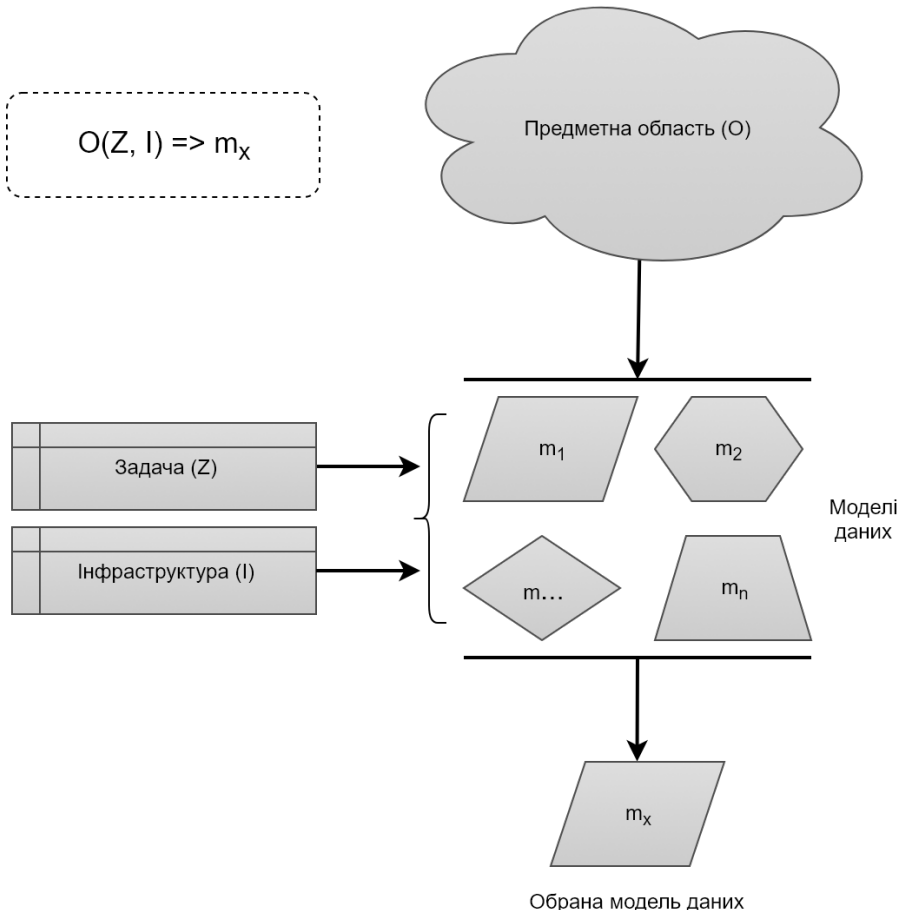 O(Z, I) => mₓ
Предметна область (О)
m₁
m₂
Задача (Z)
Моделі
даних
Інфраструктура (I)
m...
mₙ
mₓ
Обрана модель даних